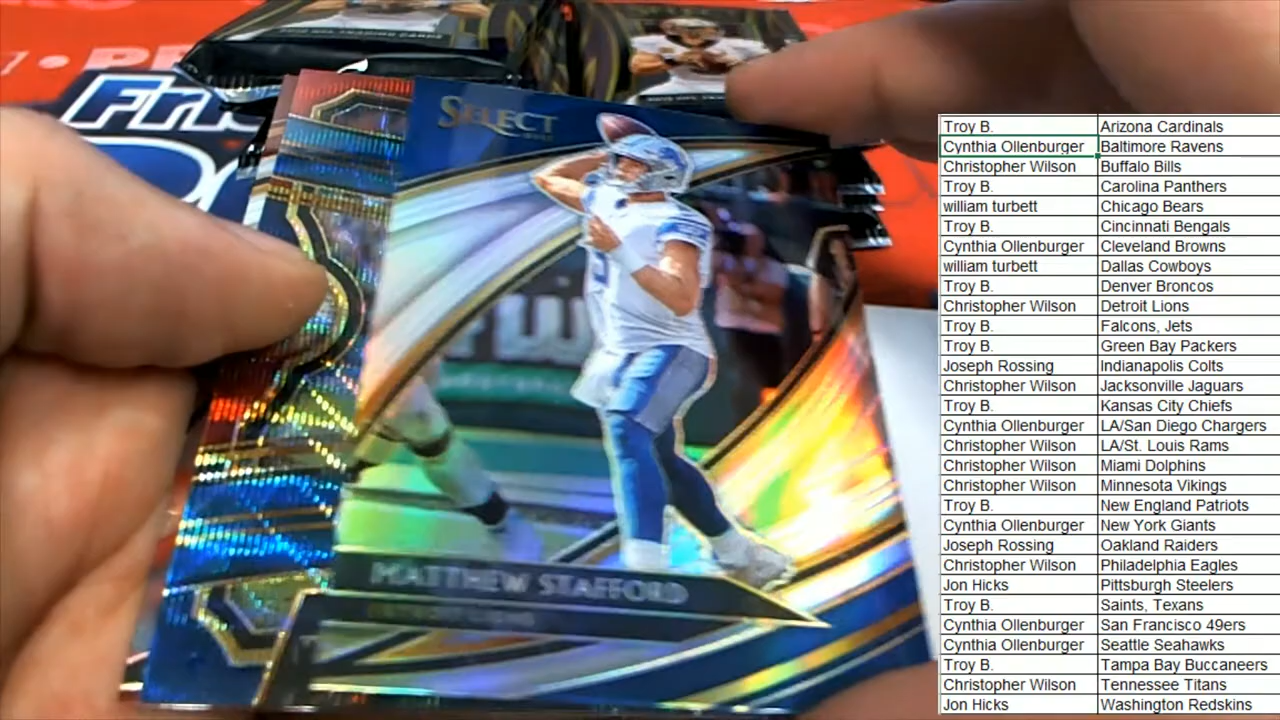 SELECT
MATTHEW STAFFORD
Troy B. Arizona Cardinals
Cynthia Ollenburger Baltimore Ravens
Christopher Wilson Buffalo Bills
Troy B. Carolina Panthers
william turbett Chicago Bears
Troy B. Cincinnati Bengals
Cynthia Ollenburger Cleveland Browns
william turbett Dallas Cowboys
Troy B. Denver Broncos
Christopher Wilson Detroit Lions
Troy B. Falcons, Jets
Troy B. Green Bay Packers
Joseph Rossing Indianapolis Colts
Christopher Wilson Jacksonville Jaguars
Troy B. Kansas City Chiefs
Cynthia Ollenburger LA/San Diego Chargers
Christopher Wilson LA/St. Louis Rams
Christopher Wilson Miami Dolphins
Christopher Wilson Minnesota Vikings
Troy B. New England Patriots
Cynthia Ollenburger New York Giants
Joseph Rossing Oakland Raiders
Christopher Wilson Philadelphia Eagles
Jon Hicks Pittsburgh Steelers
Troy B. Saints, Texans
Cynthia Ollenburger San Francisco 49ers
Cynthia Ollenburger Seattle Seahawks
Troy B. Tampa Bay Buccaneers
Christopher Wilson Tennessee Titans
Jon Hicks Washington Redskins